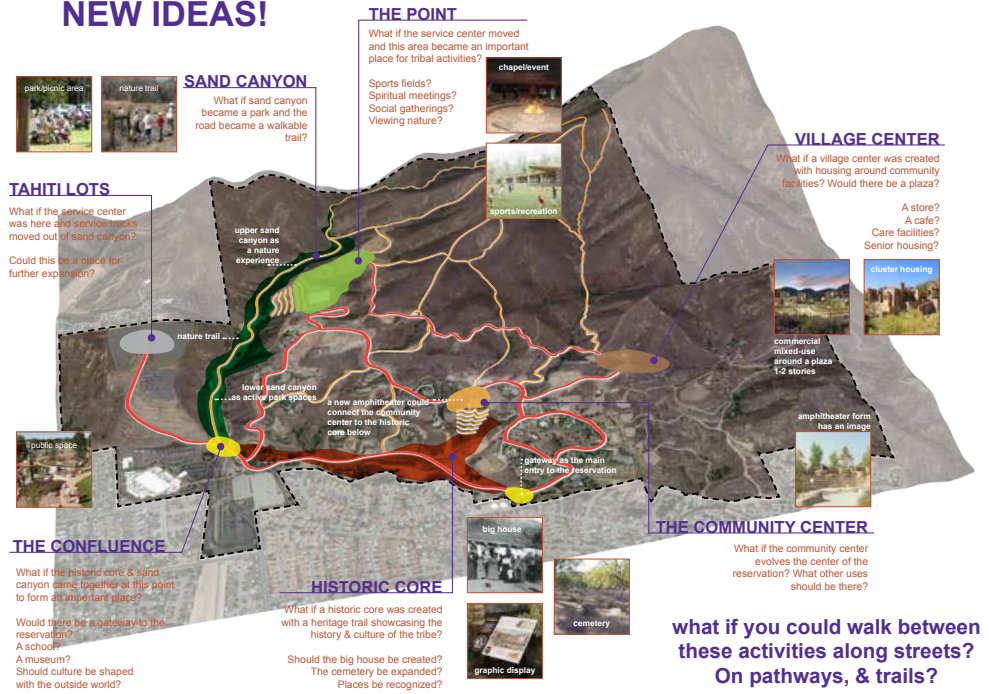 NEW IDEAS!
THE POINT
What if the service center moved
and this area became an important
place for tribal activities?
Sports fields?
Spiritual meetings?
Social gatherings?
Viewing nature?
chapel/event
sports/recreation
park/picnic area
nature trail
SAND CANYON
What if sand canyon
became a park and the
road became a walkable
trail?
VILLAGE CENTER
What if a village center was created
with housing around community
facilities? Would there be a plaza?
A store?
A cafe?
Care facilities?
Senior housing?
cluster housing
commercial
mixed-use
around a plaza
1-2 stories
TAHITI LOTS
What if the service center
was here and service trucks
moved out of sand canyon?
Could this be a place for
further expansion?
upper sand
canyon as
a nature
experience
nature trail
lower sand canyon
as active park spaces
a new amphitheater could
connect the community
center to the historic
core below
gateway as the main
entry to the reservation
amphitheater form
has an image
public space
THE CONFLUENCE
What if the historic core & sand
canyon came together at this point
to form an important place?
Would there be a gateway to the
reservation?
A school?
A museum?
Should culture be shaped
with the outside world?
HISTORIC CORE
What if a historic core was created
with a heritage trail showcasing the
history & culture of the tribe?
Should the big house be created?
The cemetery be expanded?
Places be recognized?
big house
graphic display
cemetery
THE COMMUNITY CENTER
What if the community center
evolves the center of the
reservation? What other uses
should be there?
what if you could walk between
these activities along streets?
On pathways, & trails?